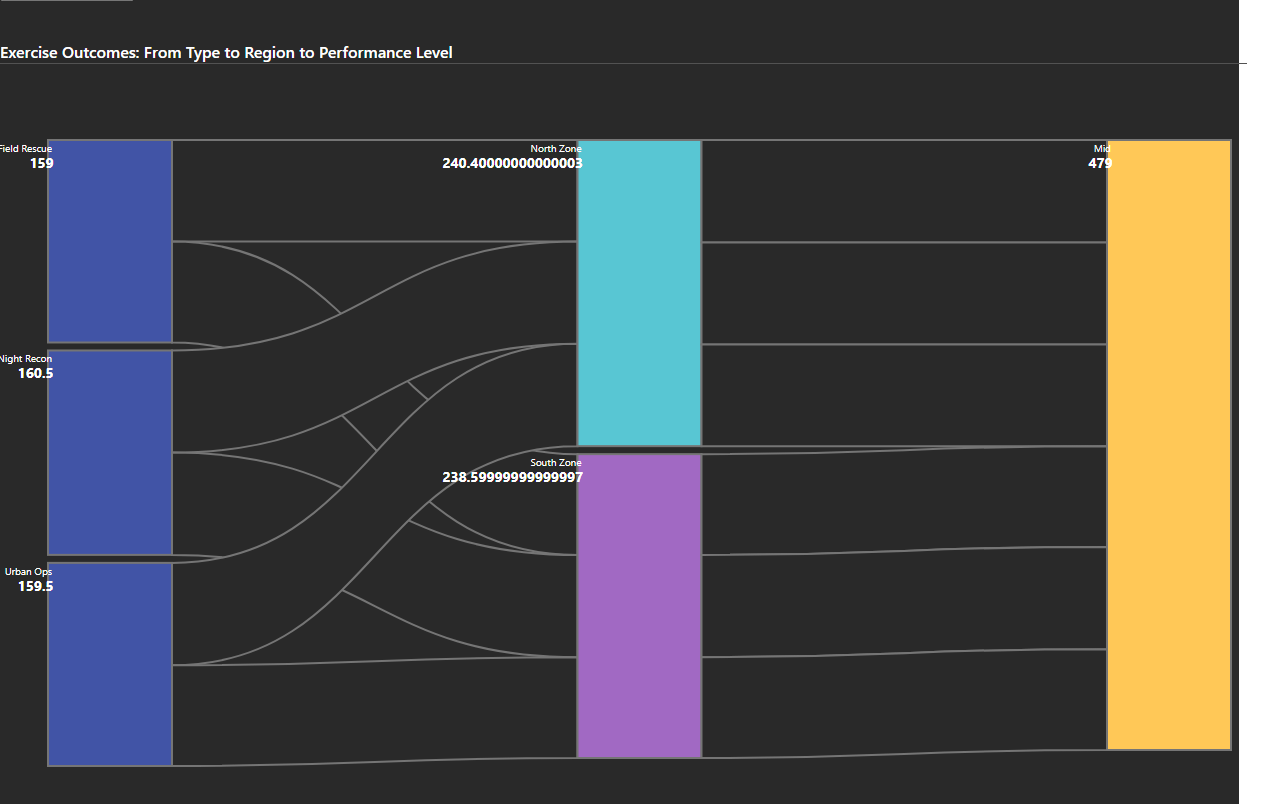 Exercise Outcomes: From Type to Region to Performance Level
Field Rescue
159
North Zone
240.40000000000003
Mid
479
Night Recon
160.5
South Zone
238.59999999999997
Urban Ops
159.5